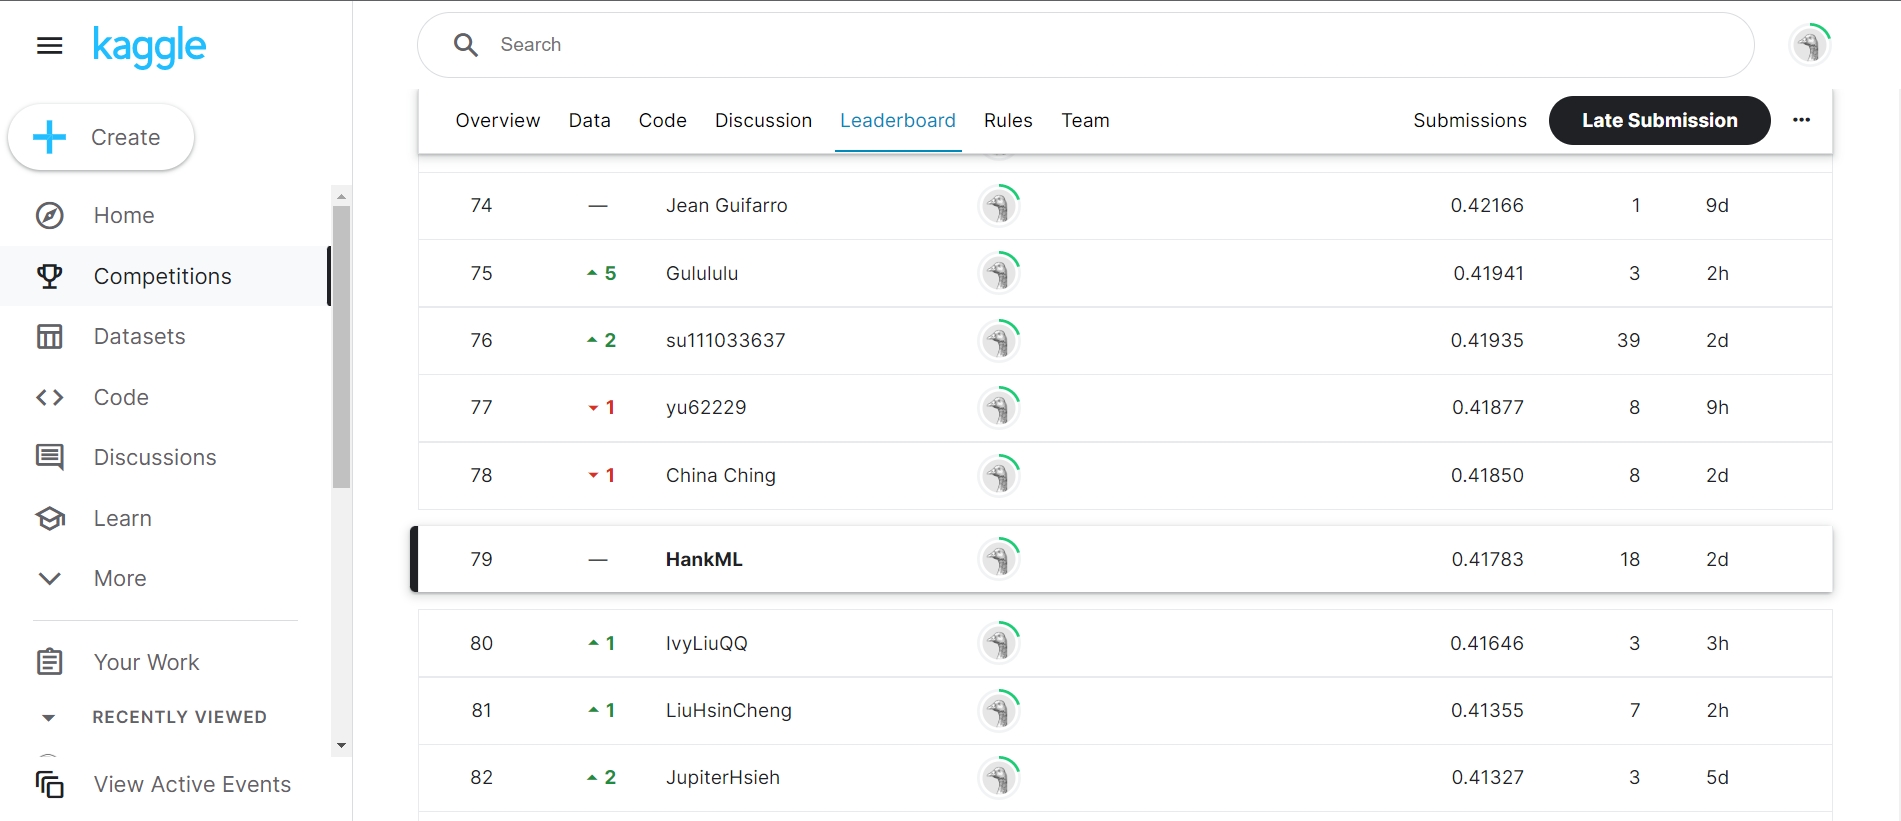 kaggle
Search
Create
Home
Competitions
Datasets
Code
Discussions
Learn
More
Your Work
RECENTLY VIEWED
View Active Events
Overview Data Code Discussion Leaderboard Rules Team Submissions Late Submission ...
74 — Jean Guifarro 0.42166 1 9d
75 5 Gulululu 0.41941 3 2h
76 2 su111033637 0.41935 39 2d
77 1 yu62229 0.41877 8 9h
78 1 China Ching 0.41850 8 2d
79 — HankML 0.41783 18 2d
80 1 IvyLiuQQ 0.41646 3 3h
81 1 LiuHsinCheng 0.41355 7 2h
82 2 JupiterHsieh 0.41327 3 5d